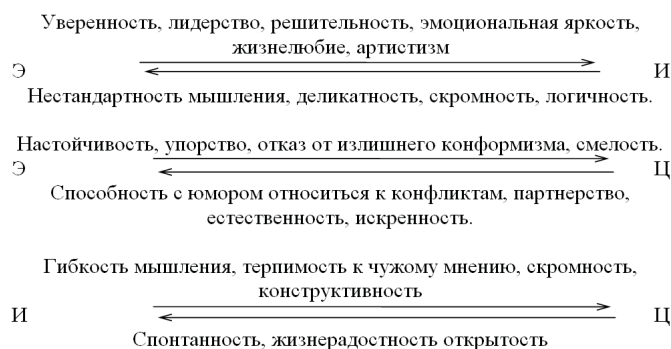 Уверенность, лидерство, решительность, эмоциональная яркость,
жизнелюбие, артистизм
Э И
Нестандартность мышления, деликатность, скромность, логичность.
Настойчивость, упорство, отказ от излишнего конформизма, смелость.
Э Ц
Способность с юмором относиться к конфликтам, партнерство,
естественность, искренность.
Гибкость мышления, терпимость к чужому мнению, скромность,
конструктивность
И Ц
Спонтанность, жизнерадостность открытость